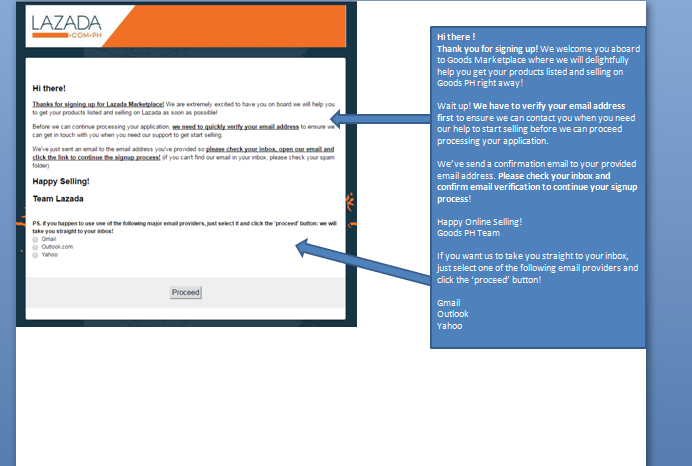 LAZADA
.COM.PH
Hi there!
Thanks for signing up for Lazada Marketplace! We are extremely excited to have you on board we will help you
to get your products listed and selling on Lazada as soon as possible!
Before we can continue processing your application, we need to quickly verify your email address to ensure we
can get in touch with you when you need our support to get start selling.
We've just sent an email to the email address you've provided so please check your inbox, open our email and
click the link to continue the signup process! (if you can't find our email in your inbox, please check your spam
folder)
Happy Selling!
Team Lazada
PS. if you happen to use one of the following major email providers, just select it and click the 'proceed' button: we will
take you straight to your inbox!
Gmail
Outlook.com
Yahoo
Proceed
Hi there !
Thank you for signing up! We welcome you aboard
to Goods Marketplace where we will delightfully
help you get your products listed and selling on
Goods PH right away!
Wait up! We have to verify your email address
first to ensure we can contact you when you need
our help to start selling before we can proceed
processing your application.
We've send a confirmation email to your provided
email address. Please check your inbox and
confirm email verification to continue your signup
process!
Happy Online Selling!
Goods PH Team
If you want us to take you straight to your inbox,
just select one of the following email providers and
click the 'proceed' button!
Gmail
Outlook
Yahoo